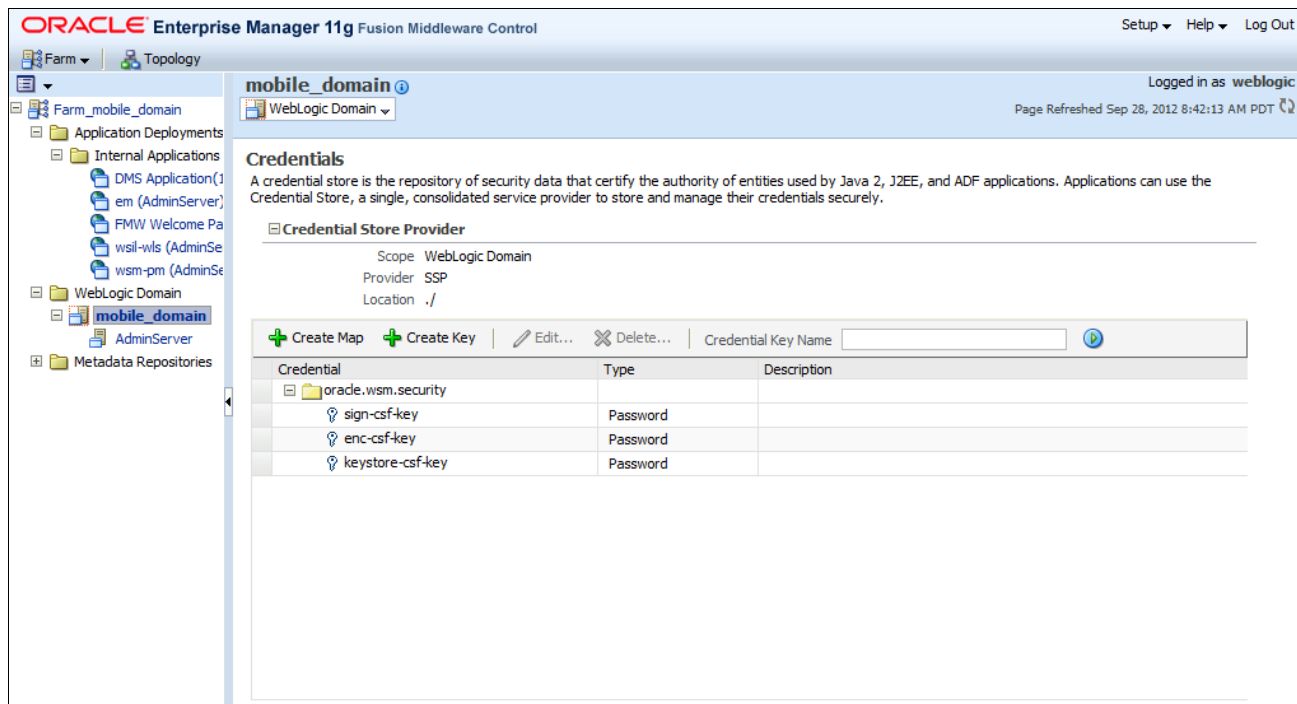 ORACLE Enterprise Manager 11g Fusion Middleware Control
Setup Help Log Out
Farm Topology
mobile_domain
Logged in as weblogic
WebLogic Domain
Page Refreshed Sep 28, 2012 8:42:13 AM PDT
Farm_mobile_domain
Application Deployments
Internal Applications
DMS Application(1
em (AdminServer)
FMW Welcome Pa
wsil-wls (AdminSe
wsm-pm (AdminSe
WebLogic Domain
mobile_domain
AdminServer
Metadata Repositories
Credentials
A credential store is the repository of security data that certify the authority of entities used by Java 2, J2EE, and ADF applications. Applications can use the
Credential Store, a single, consolidated service provider to store and manage their credentials securely.
Credential Store Provider
Scope WebLogic Domain
Provider SSP
Location ./
Create Map Create Key Edit... Delete... Credential Key Name
Credential Type Description
oracle.wsm.security
sign-csf-key Password
enc-csf-key Password
keystore-csf-key Password